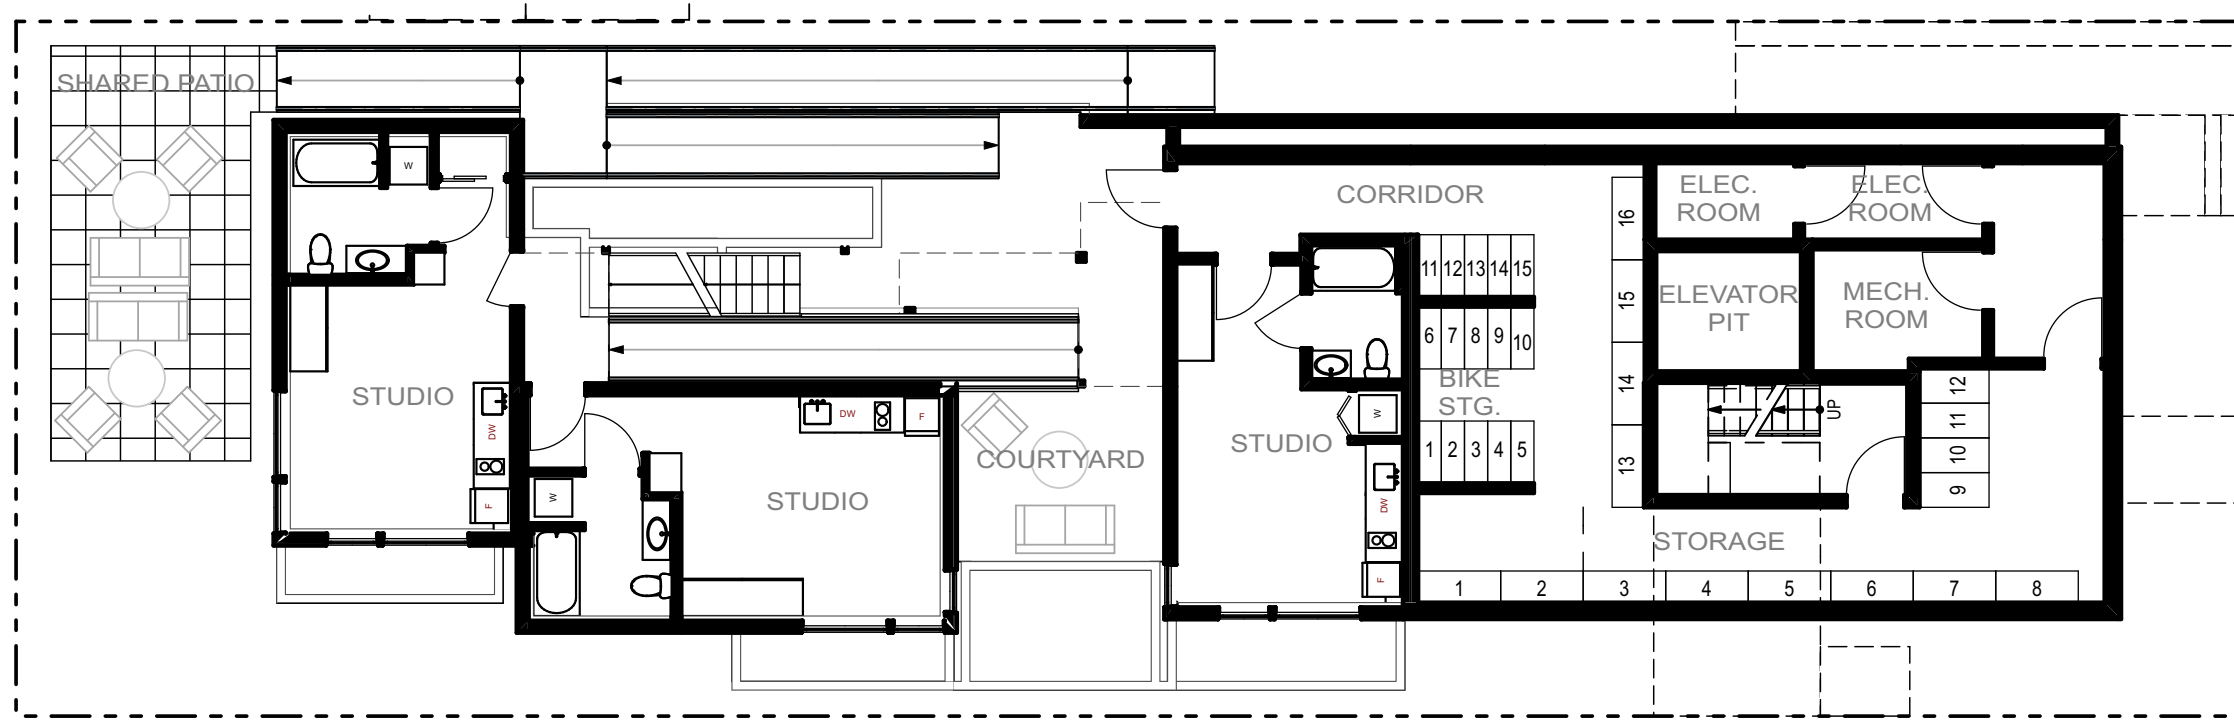 SHARED PATIO
W
STUDIO
DW
F
W
STUDIO
DW
F
COURTYARD
CORRIDOR
STUDIO
W
DW
F
11 12 13 14 15
6 7 8 9 10
BIKE
STG.
1 2 3 4 5
16
15
14
13
ELEC.
ROOM
ELEC.
ROOM
ELEVATOR
PIT
MECH.
ROOM
UP
12
11
10
9
STORAGE
1 2 3 4 5 6 7 8